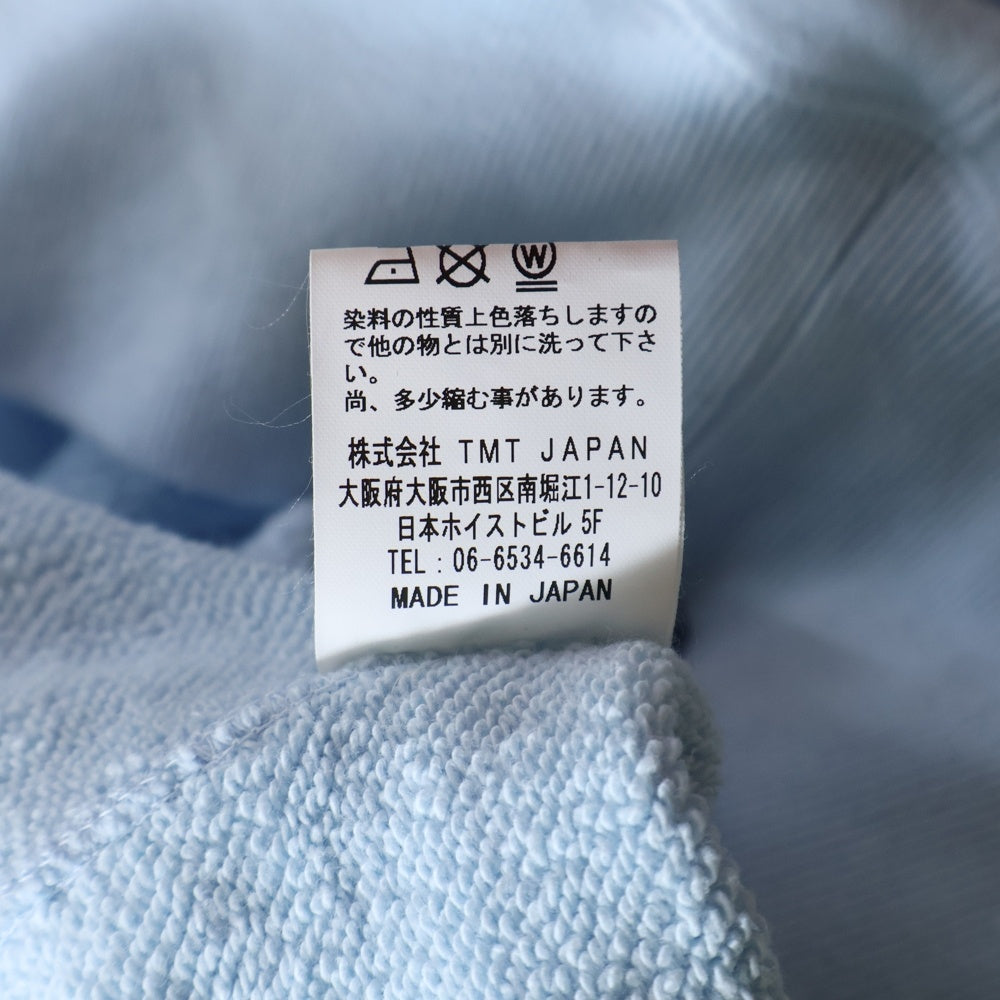 W
染料の性質上色落ちしますの
で他の物とは別に洗って下さ
い。
尚、多少縮む事があります。
株式会社 TMT JAPAN
大阪府大阪市西区南堀江1-12-10
日本ホイストビル 5F
TEL : 06-6534-6614
MADE IN JAPAN